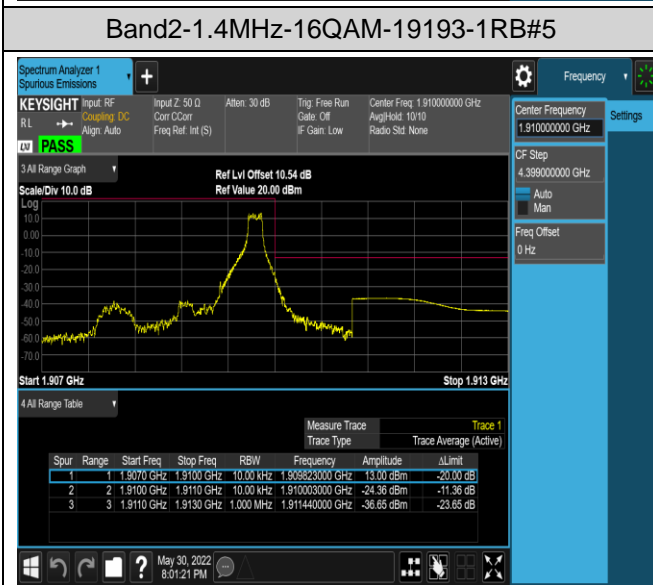 Band2-1.4MHz-16QAM-19193-1RB#5
Spectrum Analyzer 1
Spurious Emissions
Frequency
KEYSIGHT
RL
PASS
Input: RF
Coupling: DC
Align: Auto
Input Z: 50 Ω
Corr CCorr
Freq Ref: Int (S)
Atten: 30 dB
Trig: Free Run
Gate: Off
IF Gain: Low
Center Freq: 1.910000000 GHz
Avg|Hold: 10/10
Radio Std: None
Center Frequency
1.910000000 GHz
Settings
CF Step
4.399000000 GHz
Auto
Man
Freq Offset
0 Hz
3 All Range Graph
Scale/Div 10.0 dB
Ref Lvl Offset 10.54 dB
Ref Value 20.00 dBm
Log
10.0
0.00
-10.0
-20.0
-30.0
-40.0
-50.0
-60.0
-70.0
Start 1.907 GHz
Stop 1.913 GHz
4 All Range Table
Measure Trace Trace 1
Trace Type Trace Average (Active)
Spur Range Start Freq Stop Freq RBW Frequency Amplitude ΔLimit
1 1 1.9070 GHz 1.9100 GHz 10.00 kHz 1.909823000 GHz 13.00 dBm -20.00 dB
2 2 1.9100 GHz 1.9110 GHz 10.00 kHz 1.910003000 GHz -24.36 dBm -11.36 dB
3 3 1.9110 GHz 1.9130 GHz 1.000 MHz 1.911440000 GHz -36.65 dBm -23.65 dB
May 30, 2022
8:01:21 PM